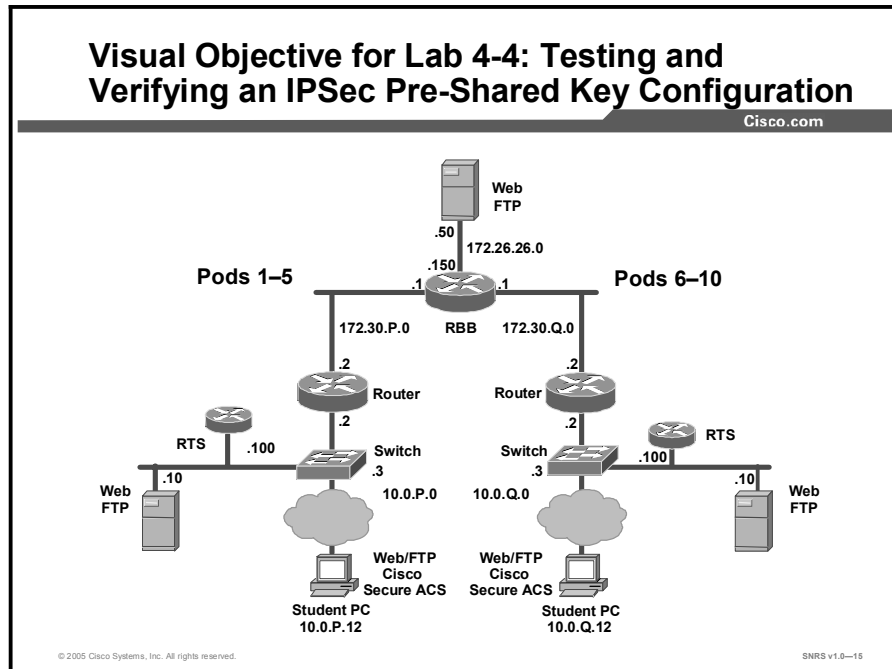 Visual Objective for Lab 4-4: Testing and
Verifying an IPSec Pre-Shared Key Configuration
Cisco.com
Web
FTP
.50
172.26.26.0
.150
Pods 1–5
.1
.1
Pods 6–10
172.30.P.0
RBB
172.30.Q.0
.2
Router
.2
Router
.2
.2
RTS
.100
Switch
.3
Switch
.3
RTS
.100
.10
Web
FTP
10.0.P.0
10.0.Q.0
.10
Web
FTP
Web/FTP
Cisco
Secure ACS
Web/FTP
Cisco
Secure ACS
Student PC
10.0.P.12
Student PC
10.0.Q.12
© 2005 Cisco Systems, Inc. All rights reserved.
SNRS v1.0—15